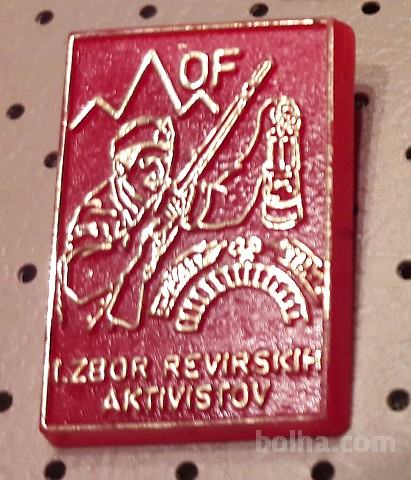 OF
1. ZBOR REVIRSKIH
AKTIVISTOV
bolha.com